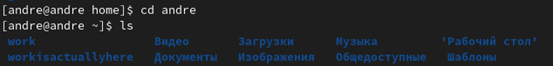 [andre@andre home]$ cd andre
[andre@andre ~]$ ls
work Видео Загрузки Музыка 'Рабочий стол'
workisactuallyhere Документы Изображения Общедоступные Шаблоны